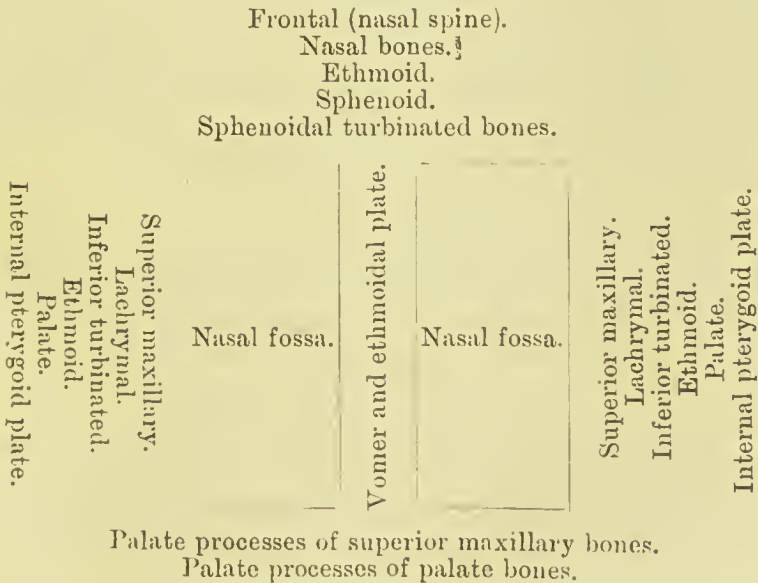 Frontal (nasal spine).
Nasal bones.
Ethmoid.
Sphenoid.
Sphenoidal turbinated bones.
Internal pterygoid plate.
Palate.
Ethmoid.
Inferior turbinated.
Lachrymal.
Superior maxillary.
Nasal fossa.
Vomer and ethmoidal plate.
Nasal fossa.
Superior maxillary.
Lachrymal.
Inferior turbinated.
Ethmoid.
Palate.
Internal pterygoid plate.
Palate processes of superior maxillary bones.
Palate processes of palate bones.